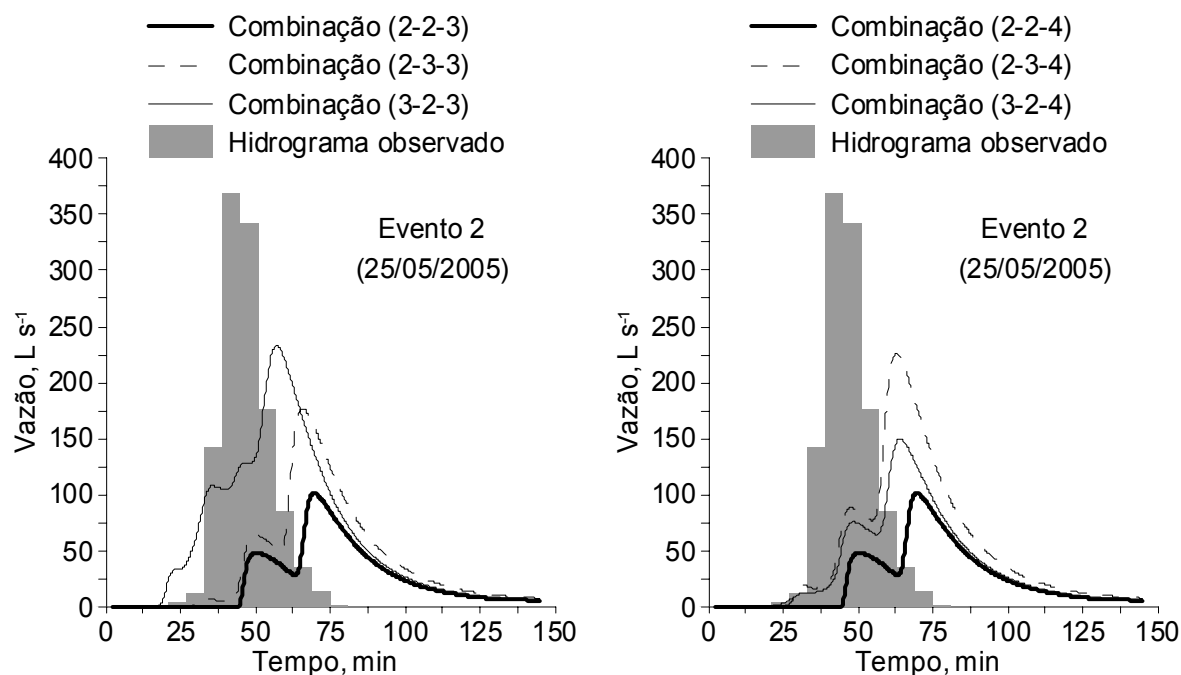 Combinação (2-2-3)
Combinação (2-3-3)
Combinação (3-2-3)
Hidrograma observado
400
350
300
250
200
150
100
50
0
Vazão, L s-1
Evento 2
(25/05/2005)
0 25 50 75 100 125 150
Tempo, min
Combinação (2-2-4)
Combinação (2-3-4)
Combinação (3-2-4)
Hidrograma observado
400
350
300
250
200
150
100
50
0
Vazão, L s-1
Evento 2
(25/05/2005)
0 25 50 75 100 125 150
Tempo, min